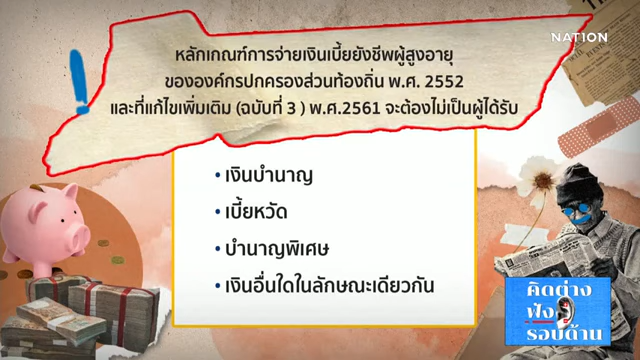 NATION
หลักเกณฑ์การจ่ายเงินเบี้ยยังชีพผู้สูงอายุ
ขององค์กรปกครองส่วนท้องถิ่น พ.ศ. 2552
และที่แก้ไขเพิ่มเติม (ฉบับที่ 3 ) พ.ศ.2561 จะต้องไม่เป็นผู้ได้รับ
• เงินบำนาญ
• เบี้ยหวัด
• บำนาญพิเศษ
• เงินอื่นใดในลักษณะเดียวกัน
คิดต่าง
ฟัง
รอบด้าน